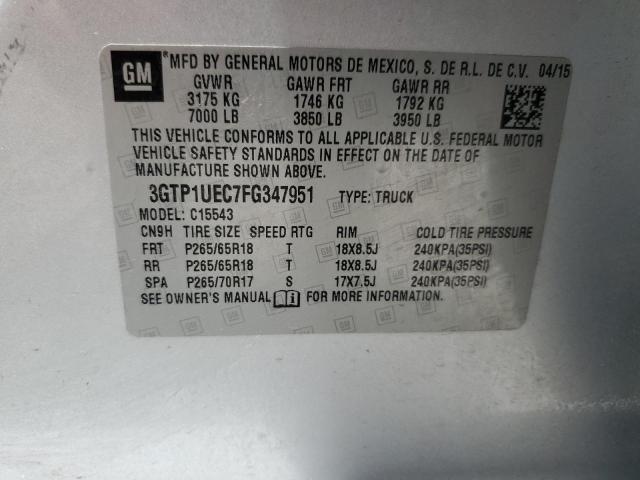 GM ®MFD BY GENERAL MOTORS DE MEXICO, S. DE R.L. DE C.V. 04/15
GVWR GAWR FRT GAWR RR
3175 KG 1746 KG 1792 KG
7000 LB 3850 LB 3950 LB
THIS VEHICLE CONFORMS TO ALL APPLICABLE U.S. FEDERAL MOTOR
VEHICLE SAFETY STANDARDS IN EFFECT ON THE DATE OF
MANUFACTURE SHOWN ABOVE.
3GTP1UEC7FG347951 TYPE: TRUCK
MODEL: C15543
CN9H TIRE SIZE SPEED RTG RIM COLD TIRE PRESSURE
FRT P265/65R18 T 18X8.5J 240KPA(35PSI)
RR P265/65R18 T 18X8.5J 240KPA(35PSI)
SPA P265/70R17 S 17X7.5J 240KPA(35PSI)
SEE OWNER'S MANUAL FOR MORE INFORMATION.